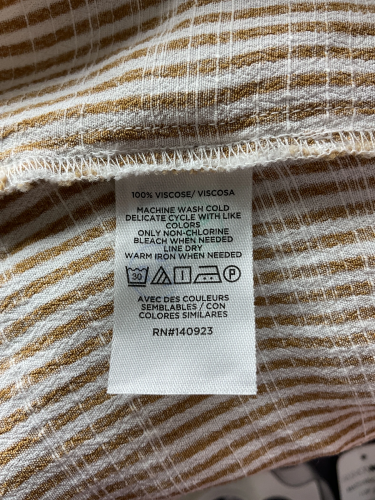 100% VISCOSE/ VISCOSA
MACHINE WASH COLD
DELICATE CYCLE WITH LIKE
COLORS
ONLY NON-CHLORINE
BLEACH WHEN NEEDED
LINE DRY
WARM IRON WHEN NEEDED
30 P
AVEC DES COULEURS
SEMBLABLES / CON
COLORES SIMILARES
RN#140923